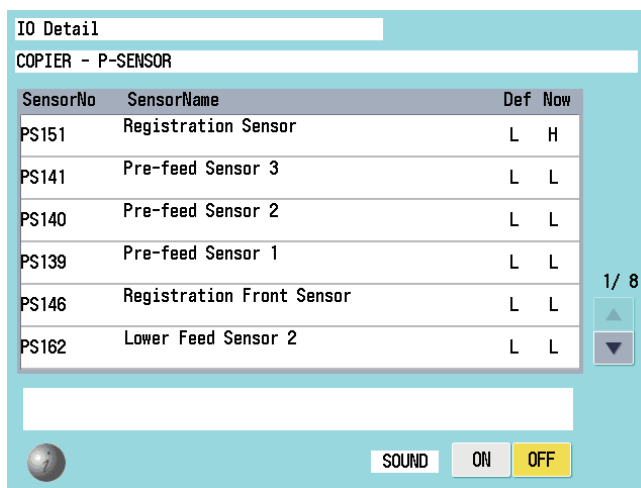 IO Detail
COPIER - P-SENSOR
SensorNo SensorName Def Now
PS151 Registration Sensor L H
PS141 Pre-feed Sensor 3 L L
PS140 Pre-feed Sensor 2 L L
PS139 Pre-feed Sensor 1 L L
1/ 8
PS146 Registration Front Sensor L L
PS162 Lower Feed Sensor 2 L L
i
SOUND ON OFF